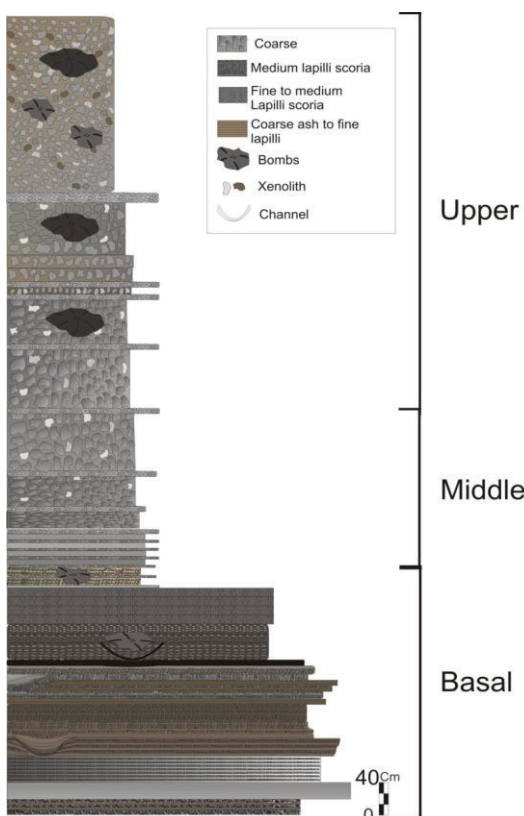 Coarse
Medium lapilli scoria
Fine to medium
Lapilli scoria
Coarse ash to fine
lapilli
Bombs
Xenolith
Channel
Upper
Middle
Basal
40Cm
0